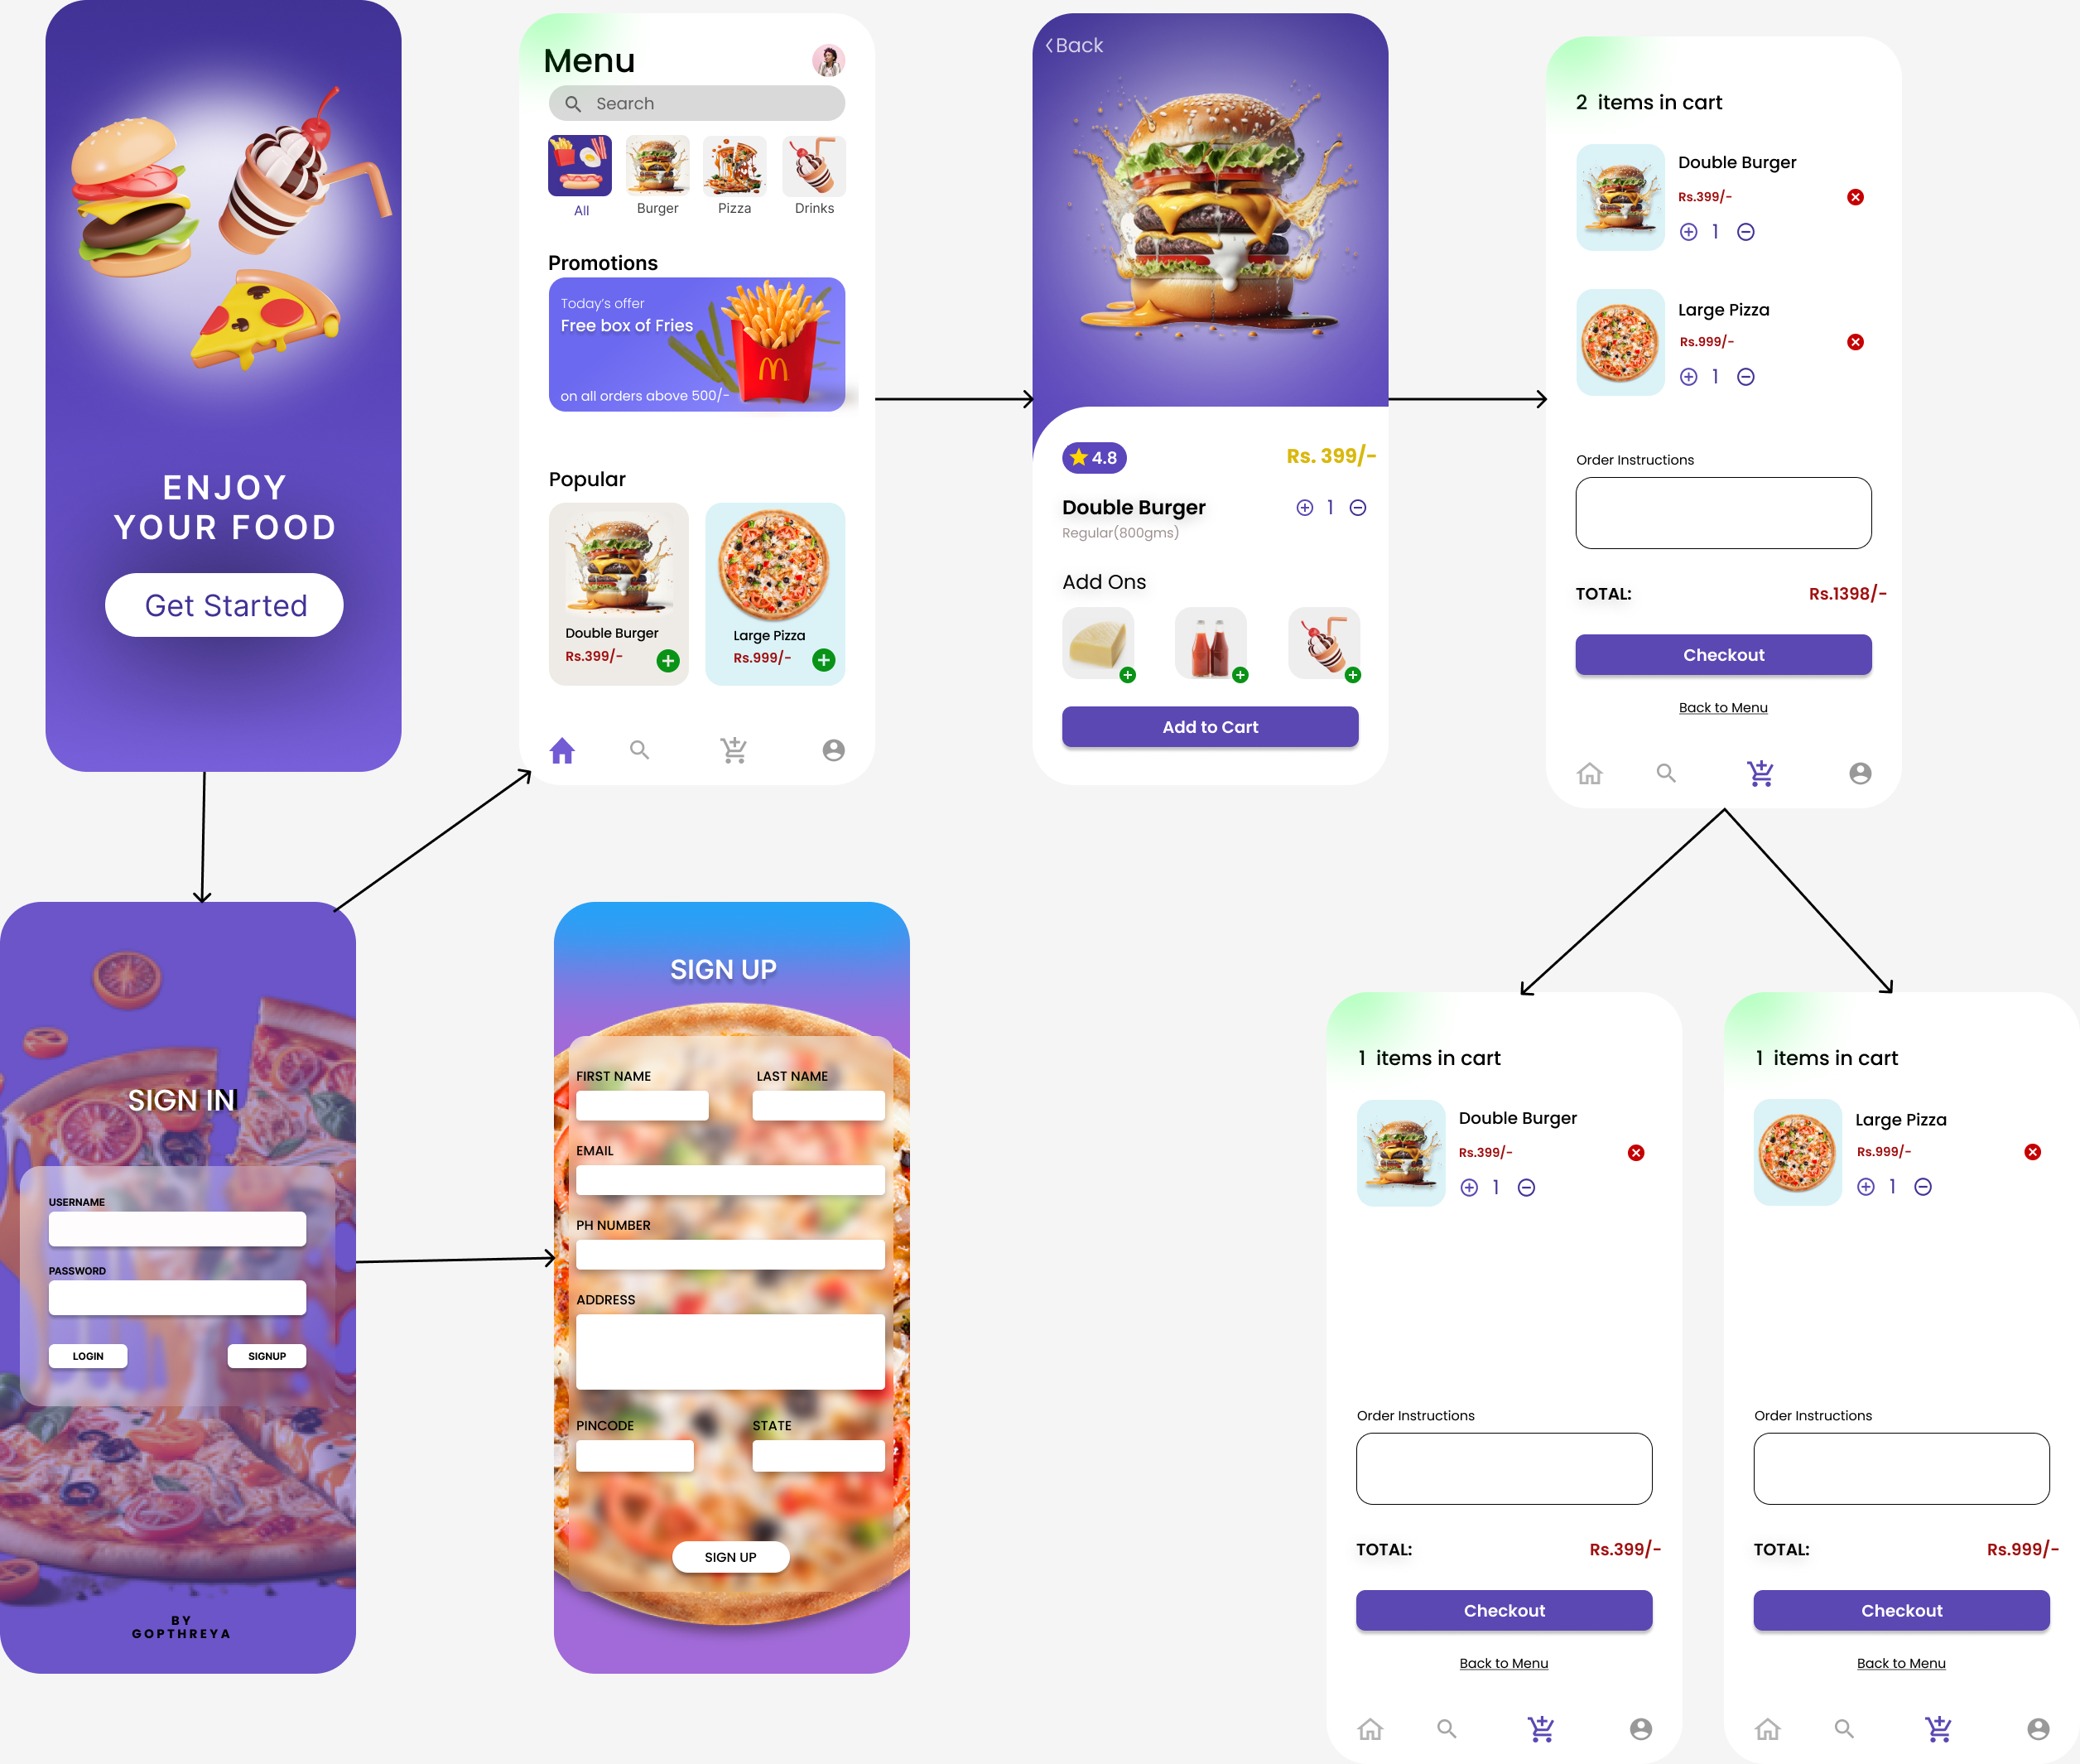 ENJOY
YOUR FOOD
Get Started
Menu
Search
All
Burger
Pizza
Drinks
Promotions
Today's offer
Free box of Fries
on all orders above 500/-
Popular
Double Burger
Rs.399/-
Large Pizza
Rs.999/-
Back
4.8
Rs. 399/-
Double Burger
1
Regular(800gms)
Add Ons
Add to Cart
2 items in cart
Double Burger
Rs.399/-
1
Large Pizza
Rs.999/-
1
Order Instructions
TOTAL:
Rs.1398/-
Checkout
Back to Menu
SIGN IN
USERNAME
PASSWORD
LOGIN
SIGNUP
BY
GOPTHREYA
SIGN UP
FIRST NAME
LAST NAME
EMAIL
PH NUMBER
ADDRESS
PINCODE
STATE
SIGN UP
1 items in cart
Double Burger
Rs.399/-
1
Order Instructions
TOTAL:
Rs.399/-
Checkout
Back to Menu
1 items in cart
Large Pizza
Rs.999/-
1
Order Instructions
TOTAL:
Rs.999/-
Checkout
Back to Menu